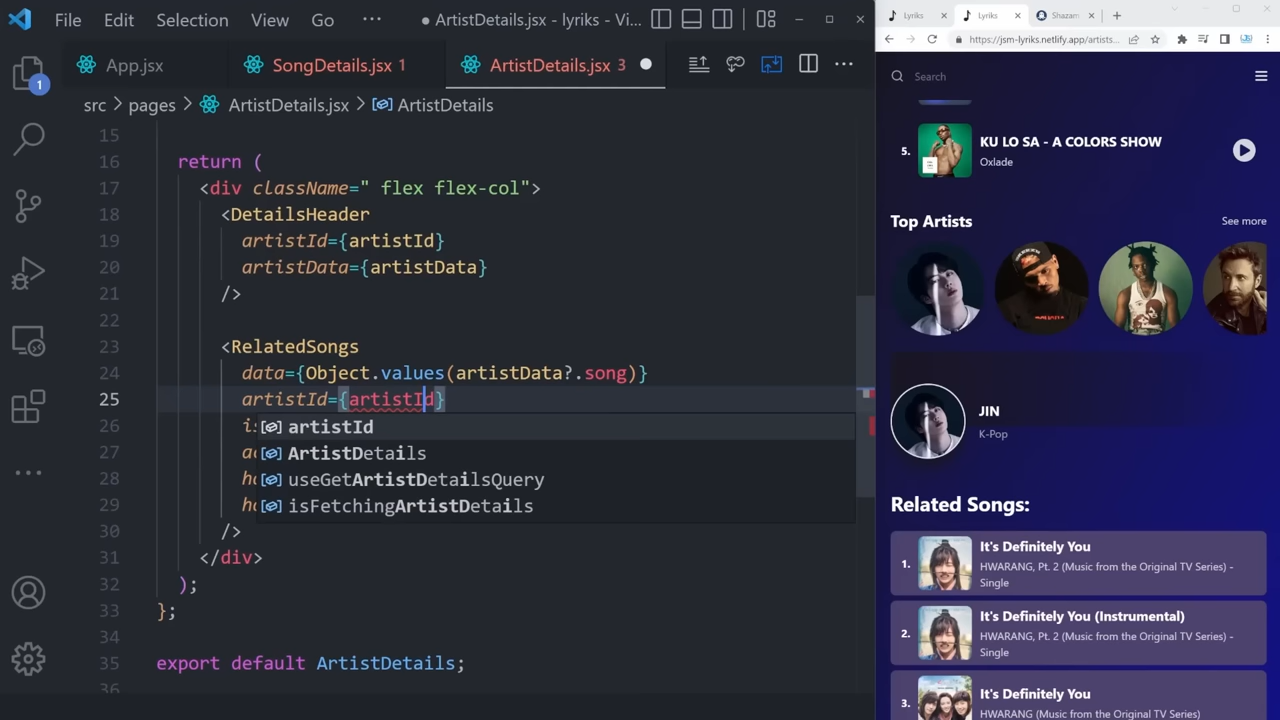 File Edit Selection View Go ··· ● ArtistDetails.jsx - lyriks - Vi...
App.jsx SongDetails.jsx 1 ArtistDetails.jsx 3
src > pages > ArtistDetails.jsx > ArtistDetails
1
15
16 return (
17 <div className=" flex flex-col">
18 <DetailsHeader
19 artistId={artistId}
20 artistData={artistData}
21 />
22
23 <RelatedSongs
24 data={Object.values(artistData?.song)}
25 artistId={artistId}
26
artistId
27
ArtistDetails
28
useGetArtistDetailsQuery
29
isFetchingArtistDetails
30 />
31 </div>
32 );
33 };
34
35 export default ArtistDetails;
36
Lyriks Lyriks Shazam
https://jsm-lyriks.netlify.app/artists...
Search
5. KU LO SA - A COLORS SHOW
Oxlade
Top Artists See more
JIN
K-Pop
Related Songs:
1. It's Definitely You
HWARANG, Pt. 2 (Music from the Original TV Series) -
Single
2. It's Definitely You (Instrumental)
HWARANG, Pt. 2 (Music from the Original TV Series) -
Single
3. It's Definitely You
HWARANG (Music from the Original TV Series)